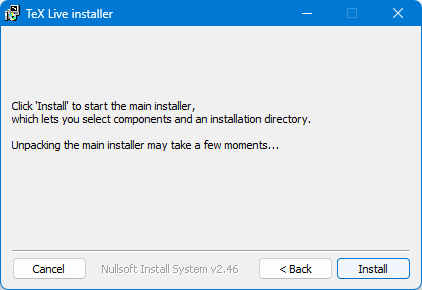 TeX Live installer
Click 'Install' to start the main installer,
which lets you select components and an installation directory.
Unpacking the main installer may take a few moments...
Cancel
Nullsoft Install System v2.46
< Back
Install